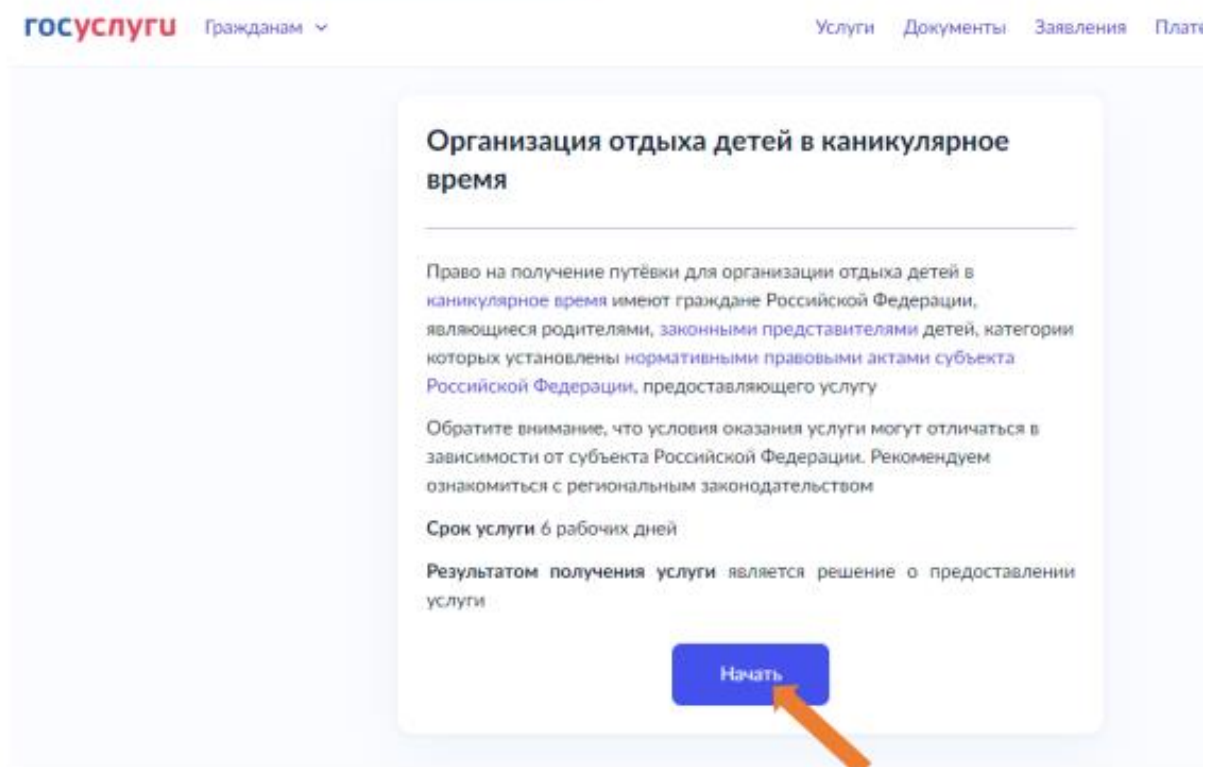 госуслуги Гражданам Услуги Документы Заявления
Организация отдыха детей в каникулярное
время
Право на получение путёвки для организации отдыха детей в
каникулярное время имеют граждане Российской Федерации,
являющиеся родителями, законными представителями детей, категории
которых установлены нормативными правовыми актами субъекта
Российской Федерации, предоставляющего услугу
Обратите внимание, что условия оказания услуги могут отличаться в
зависимости от субъекта Российской Федерации. Рекомендуем
ознакомиться с региональным законодательством
Срок услуги 6 рабочих дней
Результатом получения услуги является решение о предоставлении
услуги
Начать